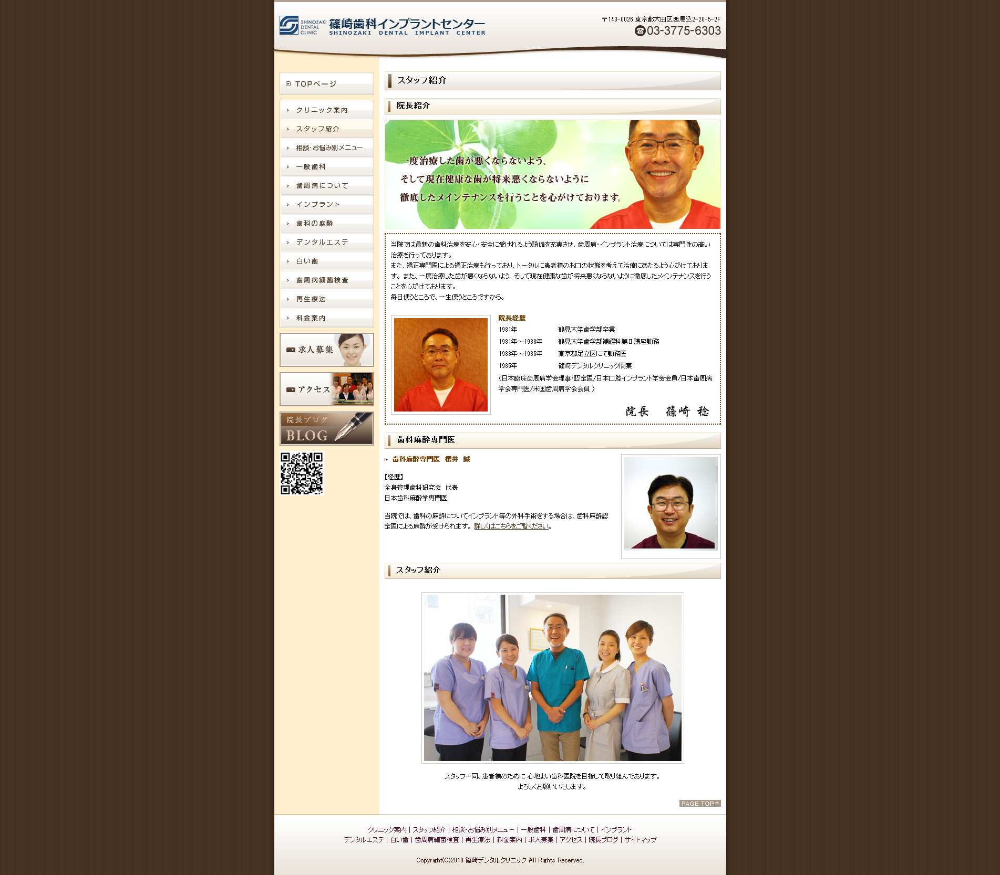 SHINOZAKI
DENTAL
CLINIC
篠崎歯科インプラントセンター
SHINOZAKI DENTAL IMPLANT CENTER
〒143-0026 東京都大田区西馬込2-20-5-2F
03-3775-6303
TOPページ
クリニック案内
スタッフ紹介
相談・お悩み別メニュー
一般歯科
歯周病について
インプラント
歯科の麻酔
デンタルエステ
白い歯
歯周病細菌検査
再生療法
料金案内
求人募集
アクセス
院長ブログ
BLOG
スタッフ紹介
院長紹介
一度治療した歯が悪くならないよう、
そして現在健康な歯が将来悪くならないように
徹底したメインテナンスを行うことを心がけております。
当院では最新の歯科治療を安心・安全に受けれるよう設備を充実させ、歯周病・インプラント治療については専門性の高い
治療を行っております。
また、矯正専門医による矯正治療も行っており、トータルに患者様のお口の状態を考えて治療にあたるよう心がけておりま
す。また、一度治療した歯が悪くならないよう、そして現在健康な歯が将来悪くならないように徹底したメインテナンスを行う
ことを心がけております。
毎日使うところで、一生使うところですから。
院長経歴
1981年 鶴見大学歯学部卒業
1981年～1983年 鶴見大学歯学部補綴科第Ⅱ講座勤務
1983年～1985年 東京都足立区にて勤務医
1985年 篠崎デンタルクリニック開業
（日本臨床歯周病学会理事・認定医/日本口腔インプラント学会会員/日本歯周病
学会専門医/米国歯周病学会会員 ）
院長 篠崎 稔
歯科麻酔専門医
歯科麻酔専門医 櫻井 誠
【経歴】
全身管理歯科研究会 代表
日本歯科麻酔学専門医
当院では、歯科の麻酔についてインプラント等の外科手術をする場合は、歯科麻酔認
定医による麻酔が受けられます。詳しくはこちらをご覧ください。
スタッフ紹介
スタッフ一同、患者様のために 心地よい歯科医院を目指して取り組んでおります。
よろしくお願いいたします。
PAGE TOP↑
クリニック案内｜スタッフ紹介｜相談・お悩み別メニュー｜一般歯科｜歯周病について｜インプラント
デンタルエステ｜白い歯｜歯周病細菌検査｜再生療法｜料金案内｜求人募集｜アクセス｜院長ブログ｜サイトマップ
Copyright(C)2010 篠崎デンタルクリニック All Rights Reserved.